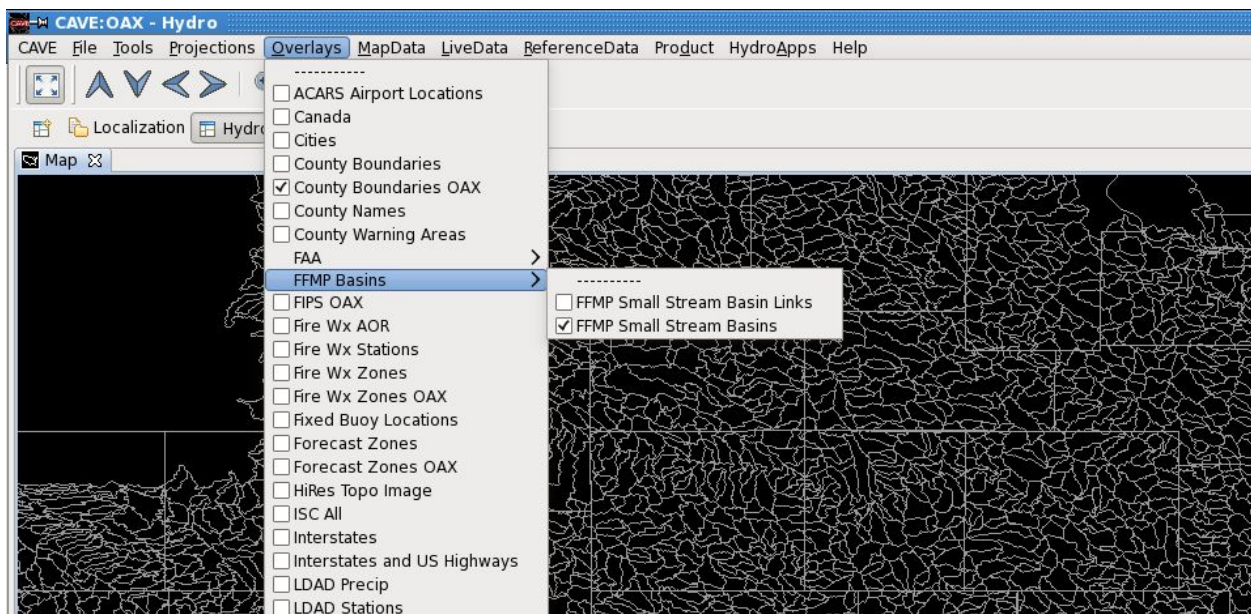 CAVE:OAX - Hydro
CAVE File Tools Projections Overlays MapData LiveData ReferenceData Product HydroApps Help
-----------
ACARS Airport Locations
Localization Hydro
Canada
Cities
Map
County Boundaries
County Boundaries OAX
County Names
County Warning Areas
FAA
FFMP Basins
----------
FIPS OAX
FFMP Small Stream Basin Links
Fire Wx AOR
FFMP Small Stream Basins
Fire Wx Stations
Fire Wx Zones
Fire Wx Zones OAX
Fixed Buoy Locations
Forecast Zones
Forecast Zones OAX
HiRes Topo Image
ISC All
Interstates
Interstates and US Highways
LDAD Precip
LDAD Stations